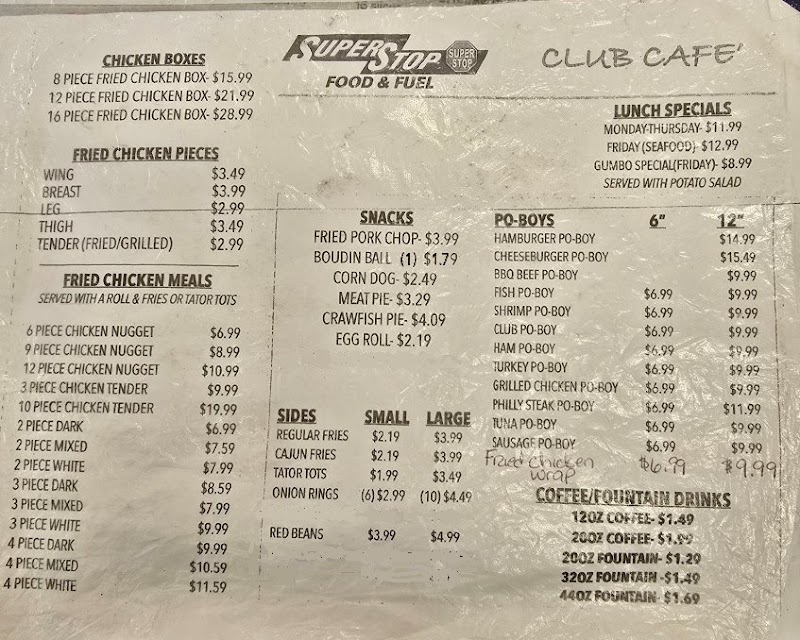 SUPER STOP
SUPER STOP
FOOD & FUEL
CLUB CAFE'
CHICKEN BOXES
8 PIECE FRIED CHICKEN BOX- $15.99
12 PIECE FRIED CHICKEN BOX- $21.99
16 PIECE FRIED CHICKEN BOX- $28.99
FRIED CHICKEN PIECES
WING $3.49
BREAST $3.99
LEG $2.99
THIGH $3.49
TENDER (FRIED/GRILLED) $2.99
FRIED CHICKEN MEALS
SERVED WITH A ROLL & FRIES OR TATOR TOTS
6 PIECE CHICKEN NUGGET $6.99
9 PIECE CHICKEN NUGGET $8.99
12 PIECE CHICKEN NUGGET $10.99
3 PIECE CHICKEN TENDER $9.99
10 PIECE CHICKEN TENDER $19.99
2 PIECE DARK $6.99
2 PIECE MIXED $7.59
2 PIECE WHITE $7.99
3 PIECE DARK $8.59
3 PIECE MIXED $7.99
3 PIECE WHITE $9.99
4 PIECE DARK $9.99
4 PIECE MIXED $10.59
4 PIECE WHITE $11.59
SNACKS
FRIED PORK CHOP- $3.99
BOUDIN BALL (1) $1.79
CORN DOG- $2.49
MEAT PIE- $3.29
CRAWFISH PIE- $4.09
EGG ROLL- $2.19
SIDES SMALL LARGE
REGULAR FRIES $2.19 $3.99
CAJUN FRIES $2.19 $3.99
TATOR TOTS $1.99 $3.49
ONION RINGS (6) $2.99 (10) $4.49
RED BEANS $3.99 $4.99
LUNCH SPECIALS
MONDAY-THURSDAY- $11.99
FRIDAY (SEAFOOD)- $12.99
GUMBO SPECIAL(FRIDAY)- $8.99
SERVED WITH POTATO SALAD
PO-BOYS 6" 12"
HAMBURGER PO-BOY $14.99
CHEESEBURGER PO-BOY $15.49
BBQ BEEF PO-BOY $9.99
FISH PO-BOY $6.99 $9.99
SHRIMP PO-BOY $6.99 $9.99
CLUB PO-BOY $6.99 $9.99
HAM PO-BOY $6.99 $9.99
TURKEY PO-BOY $6.99 $9.99
GRILLED CHICKEN PO-BOY $6.99 $9.99
PHILLY STEAK PO-BOY $6.99 $11.99
TUNA PO-BOY $6.99 $9.99
SAUSAGE PO-BOY $6.99 $9.99
Fried Chicken $6.99 $9.99
Wrap
COFFEE/FOUNTAIN DRINKS
12OZ COFFEE- $1.49
20OZ COFFEE- $1.99
20OZ FOUNTAIN- $1.29
32OZ FOUNTAIN -$1.49
44OZ FOUNTAIN- $1.69